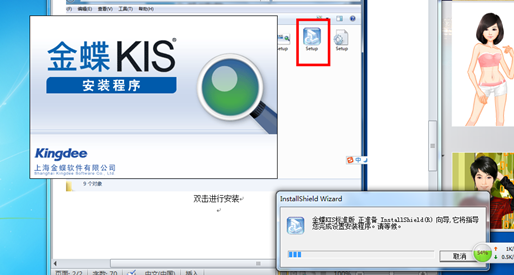 编辑(E) 查看(V) 工具(T) 帮助(H)
Setup
Setup
Setup
金蝶KIS
安装程序
Kingdee
上海金蝶软件有限公司
Shanghai Kingdee Software Co., Ltd
中
9 个对象
双击进行安装
InstallShield Wizard
金蝶KIS标准版 正准备 InstallShield(R) 向导,它将指导
您完成设置安装程序。请等候。
取消
54%
1K/
0.5K/
页面: 2/2 字数: 70 中文(中国) 插入